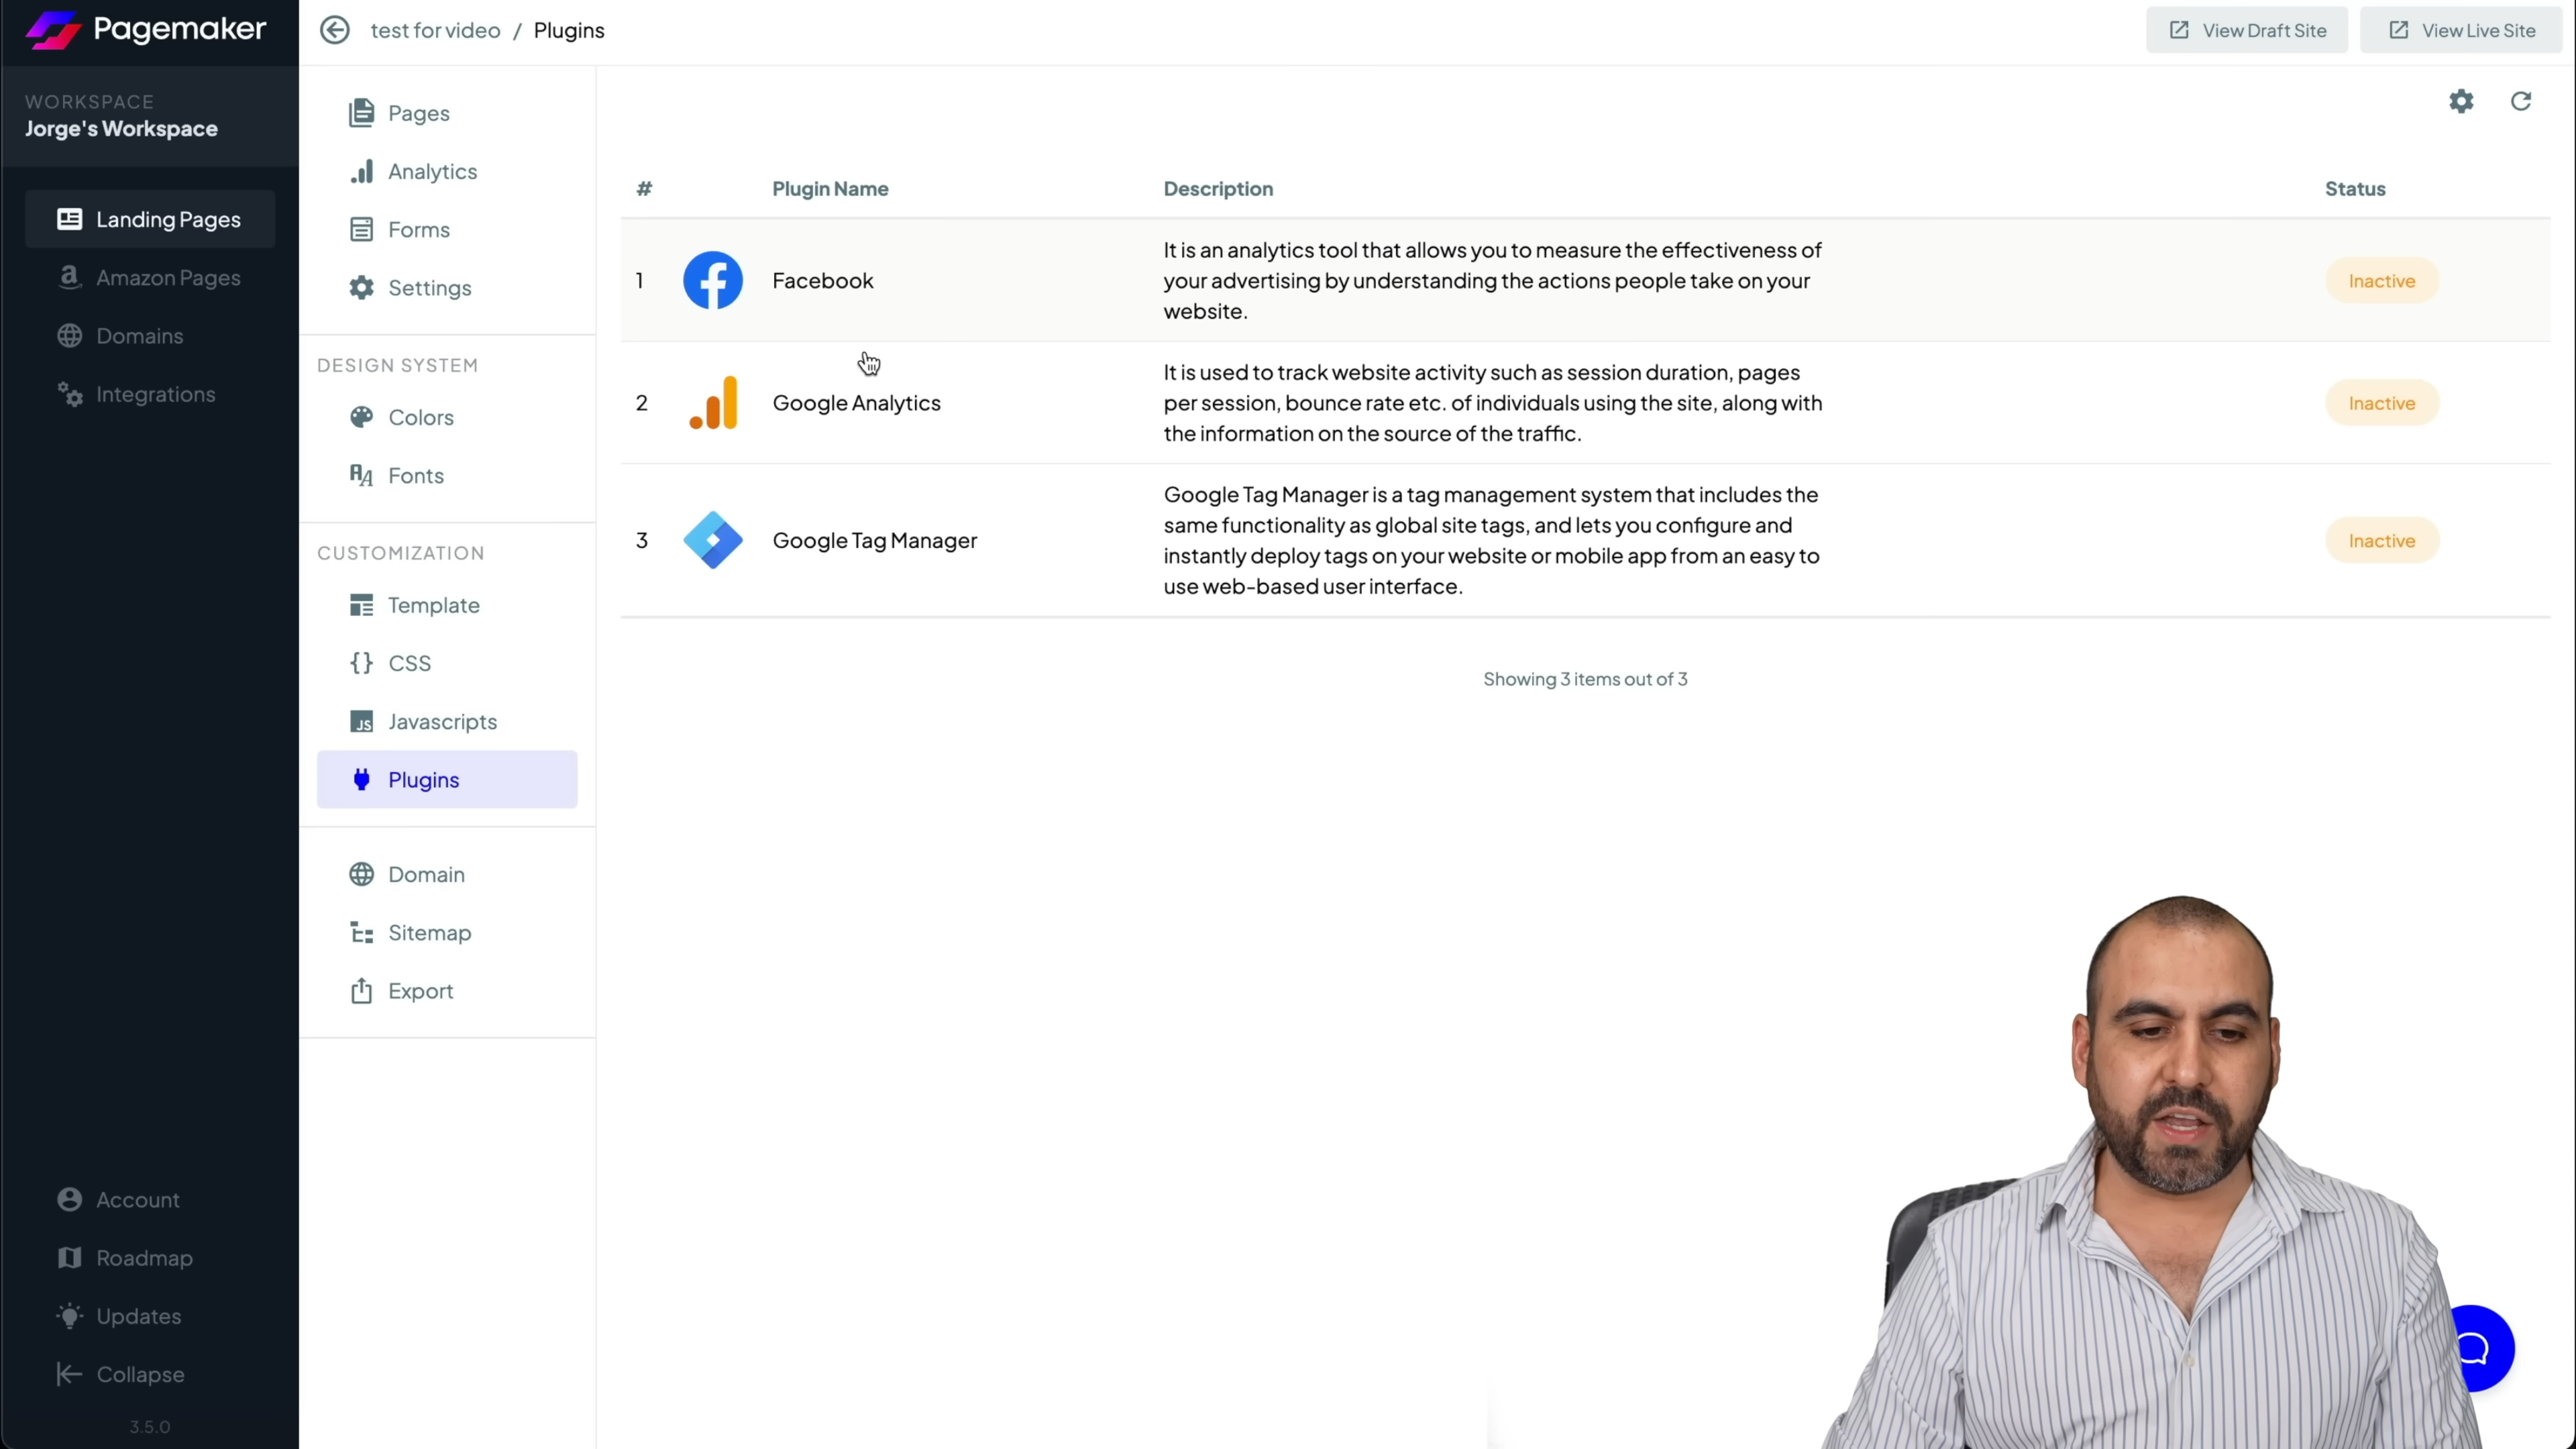 Pagemaker
test for video / Plugins
View Draft Site
View Live Site
WORKSPACE
Jorge's Workspace
Landing Pages
Amazon Pages
Domains
Integrations
Account
Roadmap
Updates
Collapse
3.5.0
Pages
Analytics
Forms
Settings
DESIGN SYSTEM
Colors
Fonts
CUSTOMIZATION
Template
CSS
JS
Javascripts
Plugins
Domain
Sitemap
Export
# Plugin Name Description Status
1 Facebook
It is an analytics tool that allows you to measure the effectiveness of
your advertising by understanding the actions people take on your
website.
Inactive
2 Google Analytics
It is used to track website activity such as session duration, pages
per session, bounce rate etc. of individuals using the site, along with
the information on the source of the traffic.
Inactive
3 Google Tag Manager
Google Tag Manager is a tag management system that includes the
same functionality as global site tags, and lets you configure and
instantly deploy tags on your website or mobile app from an easy to
use web-based user interface.
Inactive
Showing 3 items out of 3